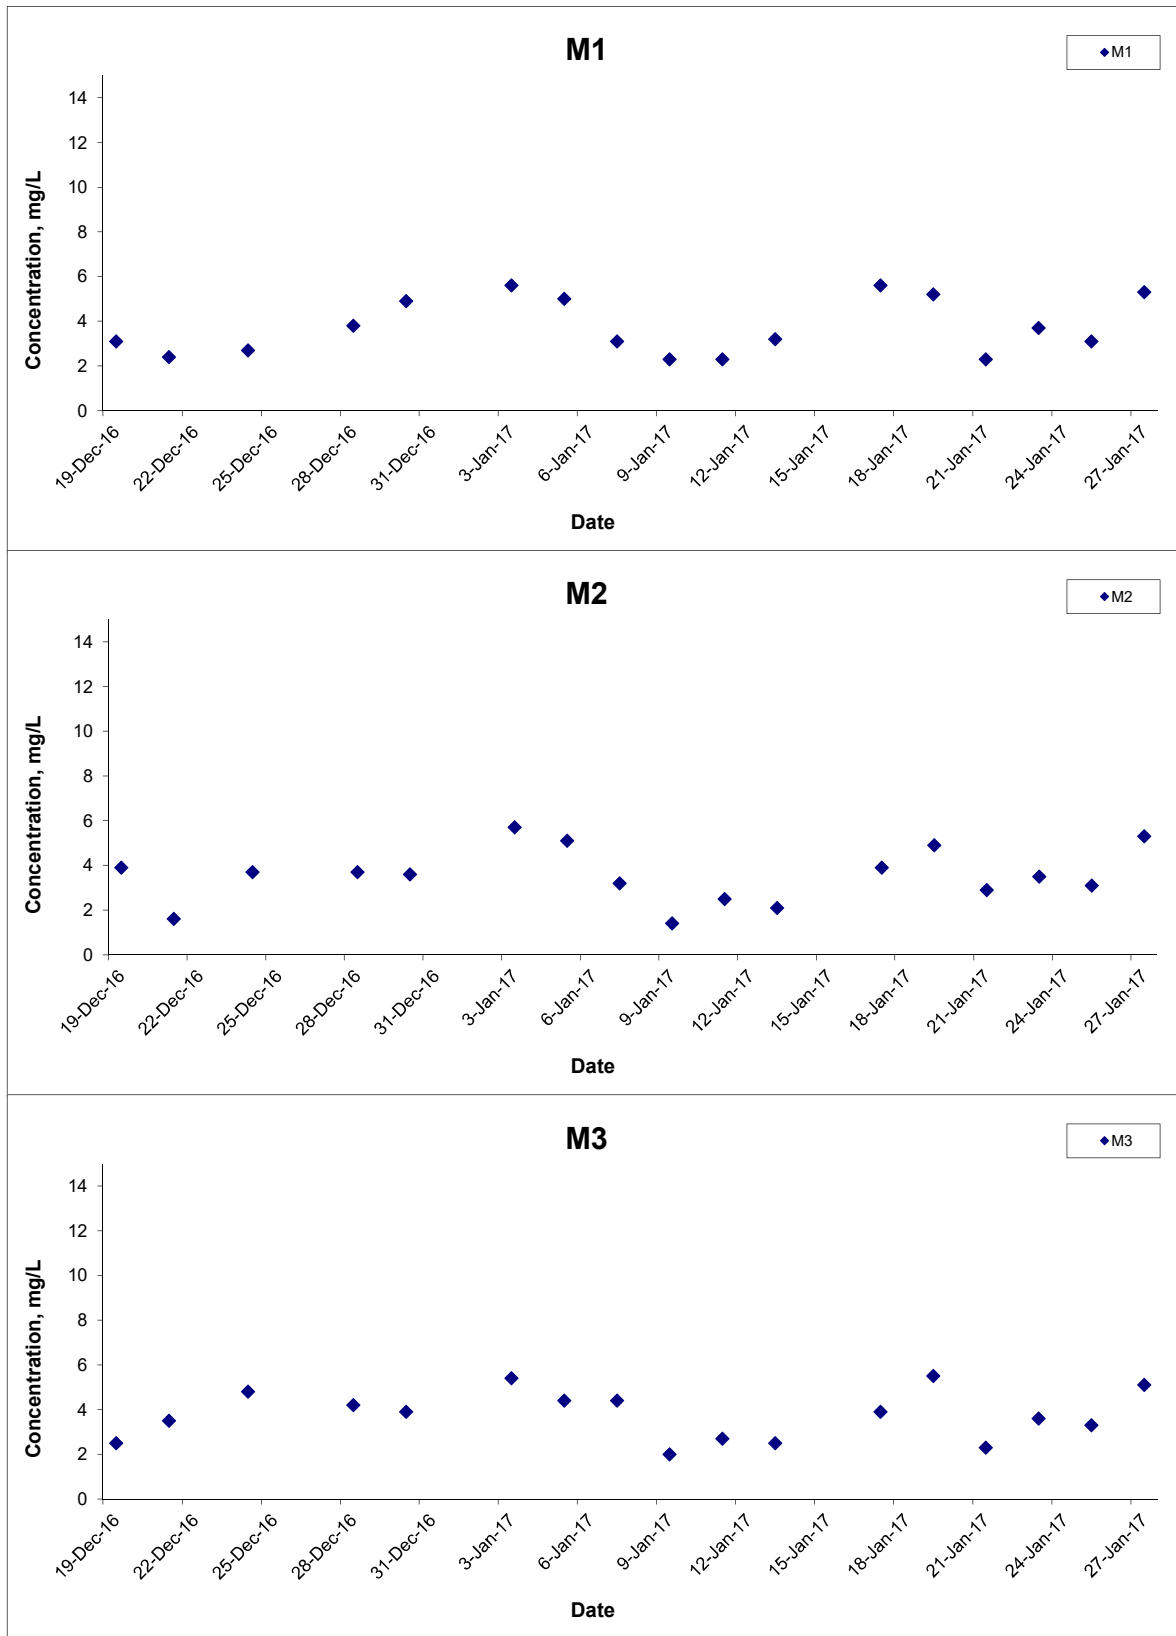 M1
M1
14
12
10
8
6
4
2
0
Concentration, mg/L
19-Dec-16
22-Dec-16
25-Dec-16
28-Dec-16
31-Dec-16
3-Jan-17
6-Jan-17
9-Jan-17
12-Jan-17
15-Jan-17
18-Jan-17
21-Jan-17
24-Jan-17
27-Jan-17
Date
M2
M2
14
12
10
8
6
4
2
0
Concentration, mg/L
19-Dec-16
22-Dec-16
25-Dec-16
28-Dec-16
31-Dec-16
3-Jan-17
6-Jan-17
9-Jan-17
12-Jan-17
15-Jan-17
18-Jan-17
21-Jan-17
24-Jan-17
27-Jan-17
Date
M3
M3
14
12
10
8
6
4
2
0
Concentration, mg/L
19-Dec-16
22-Dec-16
25-Dec-16
28-Dec-16
31-Dec-16
3-Jan-17
6-Jan-17
9-Jan-17
12-Jan-17
15-Jan-17
18-Jan-17
21-Jan-17
24-Jan-17
27-Jan-17
Date